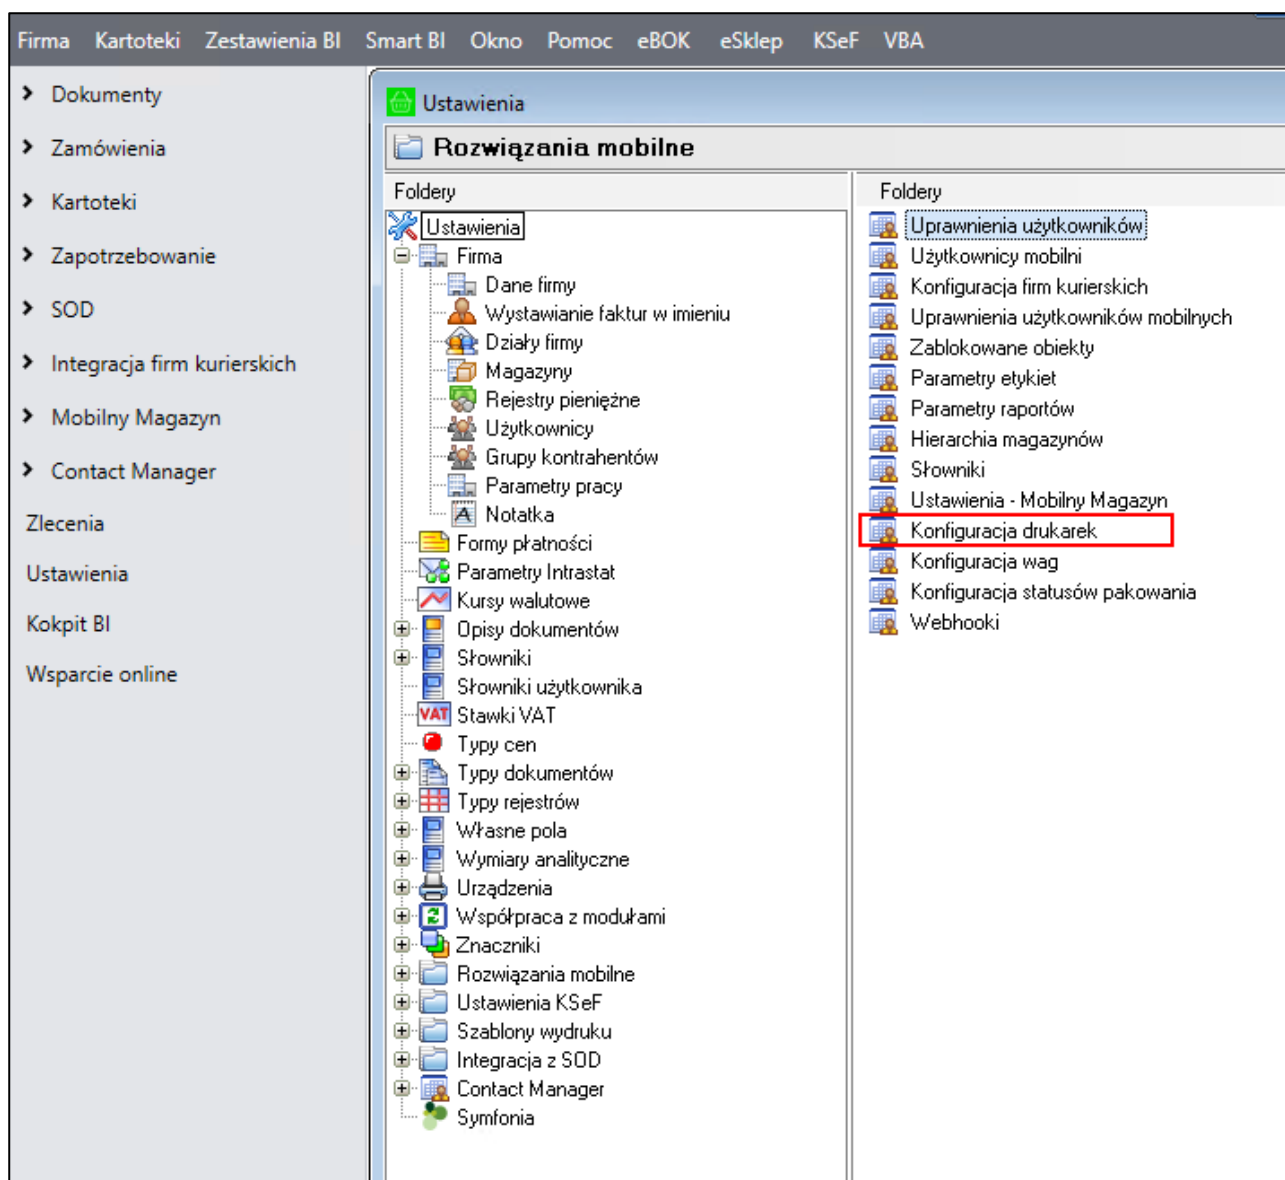 Firma Kartoteki Zestawienia BI Smart BI Okno Pomoc eBOK eSklep KSeF VBA
Dokumenty
Zamówienia
Kartoteki
Zapotrzebowanie
SOD
Integracja firm kurierskich
Mobilny Magazyn
Contact Manager
Zlecenia
Ustawienia
Kokpit BI
Wsparcie online
Ustawienia
Rozwiązania mobilne
Foldery
Ustawienia
Firma
Dane firmy
Wystawianie faktur w imieniu
Działy firmy
Magazyny
Rejestry pieniężne
Użytkownicy
Grupy kontrahentów
Parametry pracy
A Notatka
Formy płatności
Parametry Intrastat
Kursy walutowe
Opisy dokumentów
Słowniki
Słowniki użytkownika
VAT Stawki VAT
Typy cen
Typy dokumentów
Typy rejestrów
Własne pola
Wymiary analityczne
Urządzenia
Współpraca z modułami
Znaczniki
Rozwiązania mobilne
Ustawienia KSeF
Szablony wydruku
Integracja z SOD
Contact Manager
Symfonia
Foldery
Uprawnienia użytkowników
Użytkownicy mobilni
Konfiguracja firm kurierskich
Uprawnienia użytkowników mobilnych
Zablokowane obiekty
Parametry etykiet
Parametry raportów
Hierarchia magazynów
Słowniki
Ustawienia - Mobilny Magazyn
Konfiguracja drukarek
Konfiguracja wag
Konfiguracja statusów pakowania
Webhooki